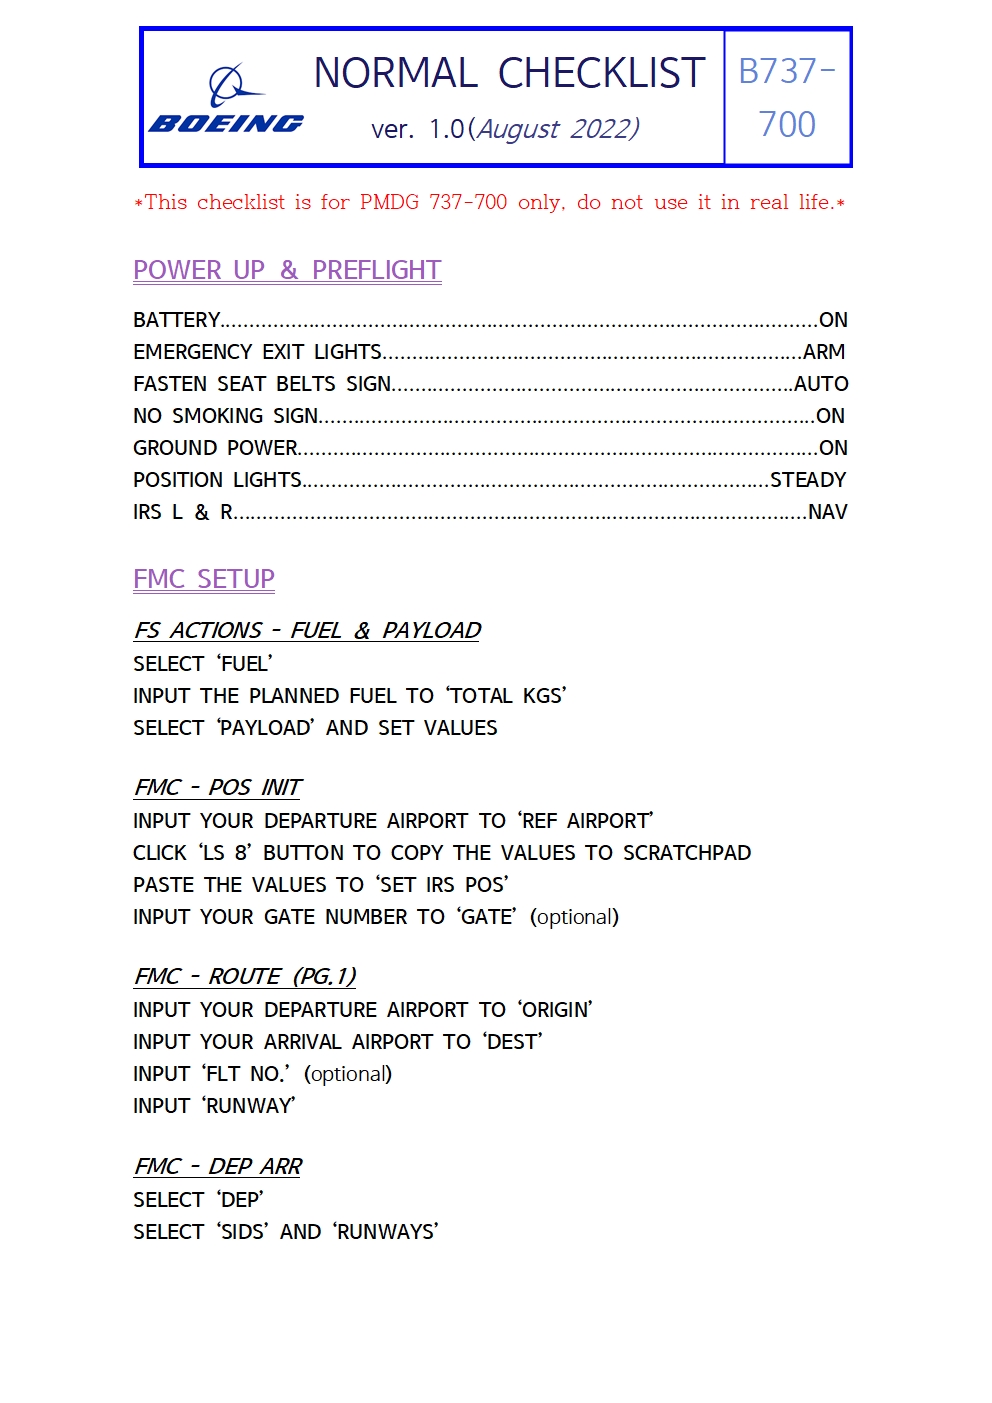 BOEING
NORMAL CHECKLIST
ver. 1.0(August 2022)
B737-
700
*This checklist is for PMDG 737-700 only, do not use it in real life.*
POWER UP & PREFLIGHT
BATTERY....................................................................................................ON
EMERGENCY EXIT LIGHTS.......................................................................ARM
FASTEN SEAT BELTS SIGN....................................................................AUTO
NO SMOKING SIGN....................................................................................ON
GROUND POWER........................................................................................ON
POSITION LIGHTS...............................................................................STEADY
IRS L & R.................................................................................................NAV
FMC SETUP
FS ACTIONS - FUEL & PAYLOAD
SELECT ‘FUEL’
INPUT THE PLANNED FUEL TO ‘TOTAL KGS’
SELECT ‘PAYLOAD’ AND SET VALUES
FMC - POS INIT
INPUT YOUR DEPARTURE AIRPORT TO ‘REF AIRPORT’
CLICK ‘LS 8’ BUTTON TO COPY THE VALUES TO SCRATCHPAD
PASTE THE VALUES TO ‘SET IRS POS’
INPUT YOUR GATE NUMBER TO ‘GATE’ (optional)
FMC - ROUTE (PG.1)
INPUT YOUR DEPARTURE AIRPORT TO ‘ORIGIN’
INPUT YOUR ARRIVAL AIRPORT TO ‘DEST’
INPUT ‘FLT NO.’ (optional)
INPUT ‘RUNWAY’
FMC - DEP ARR
SELECT ‘DEP’
SELECT ‘SIDS’ AND ‘RUNWAYS’